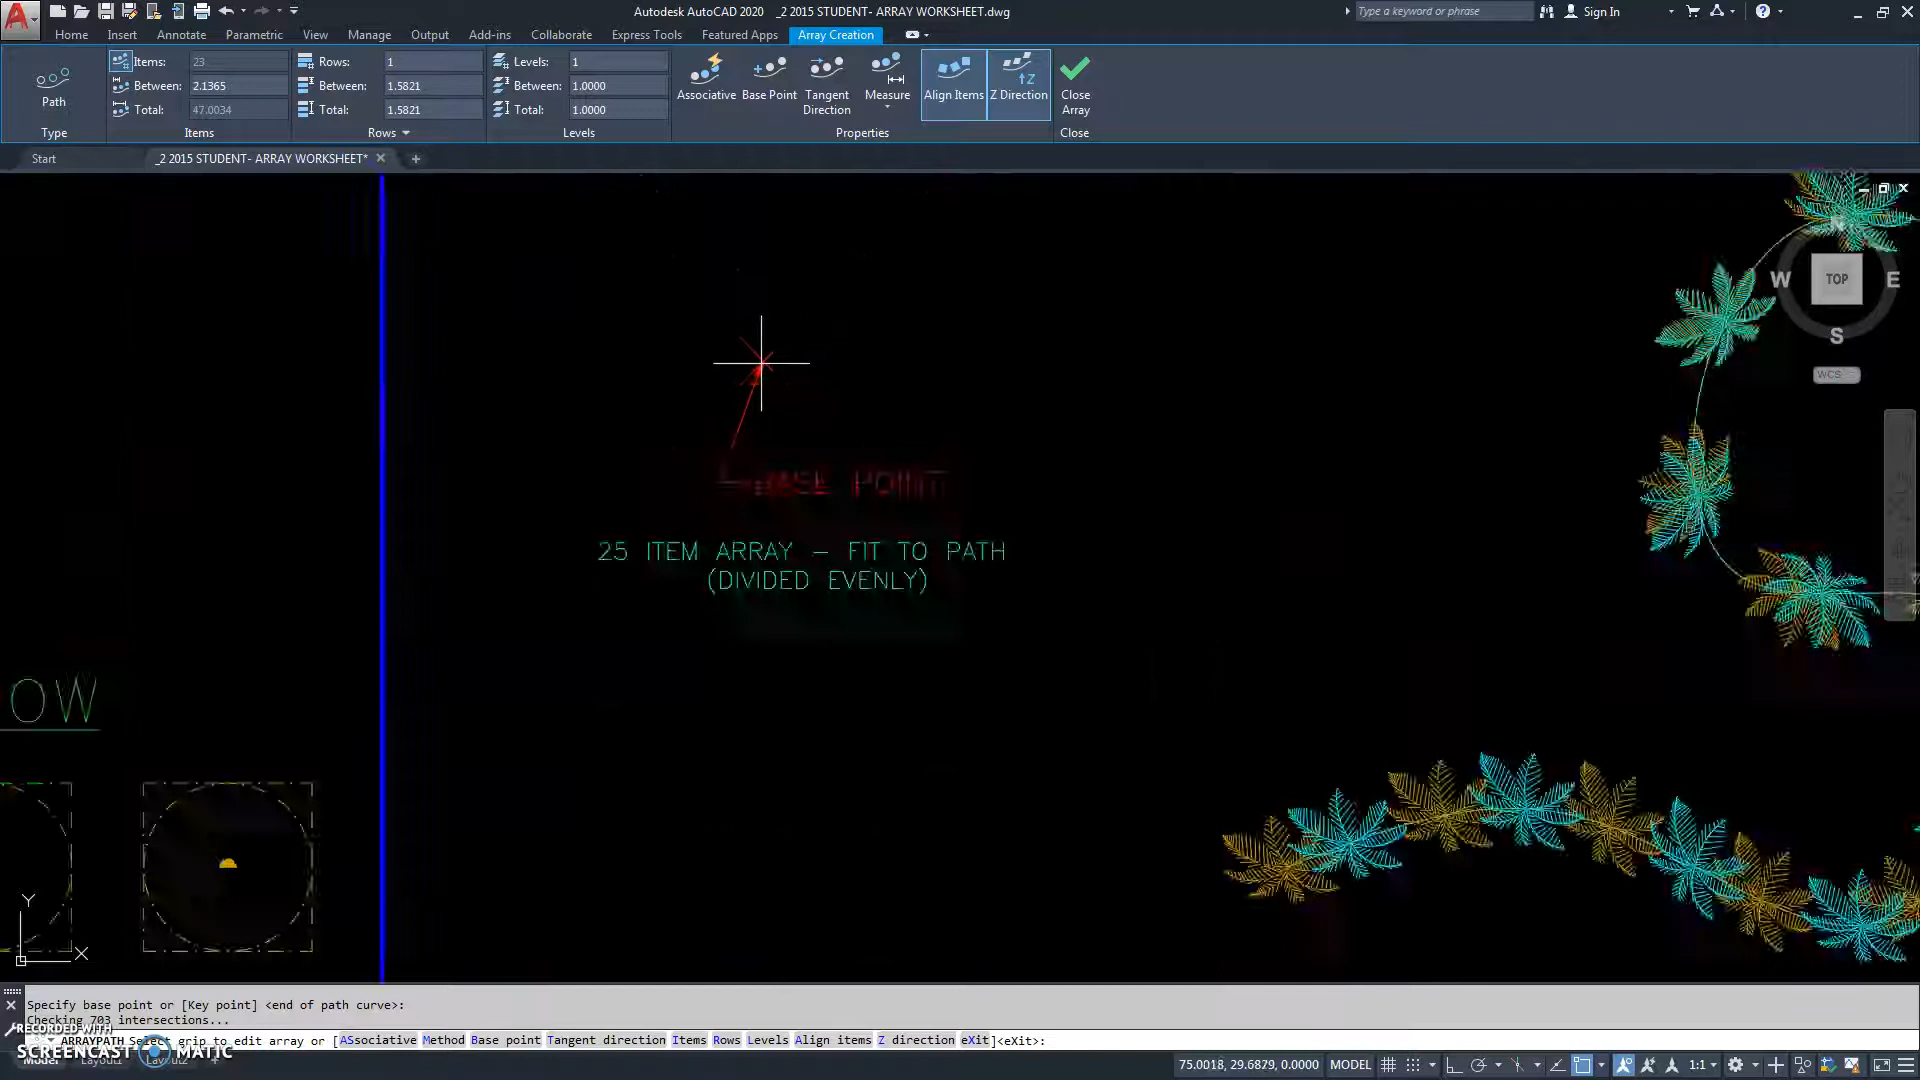 Autodesk AutoCAD 2020 _2 2015 STUDENT- ARRAY WORKSHEET.dwg
Type a keyword or phrase
Sign In
Home Insert Annotate Parametric View Manage Output Add-ins Collaborate Express Tools Featured Apps Array Creation
Path
Type
Items: 23
Between: 2.1365
Total: 47.0034
Items
Rows: 1
Between: 1.5821
Total: 1.5821
Rows
Levels: 1
Between: 1.0000
Total: 1.0000
Levels
Associative
Base Point
Tangent Direction
Measure
Align Items
Z Direction
Properties
Close Array
Close
Start
_2 2015 STUDENT- ARRAY WORKSHEET*
N
W TOP E
S
WCS
BASE POINT
25 ITEM ARRAY – FIT TO PATH
(DIVIDED EVENLY)
OW
Y
X
Specify base point or [Key point] <end of path curve>:
Checking 703 intersections...
ARRAYPATH Select grip to edit array or [ASsociative Method Base point Tangent direction Items Rows Levels Align items Z direction eXit]<eXit>:
RECORDED WITH
SCREENCAST MATIC
Model Layout1 Layout2
75.0018, 29.6879, 0.0000 MODEL 1:1